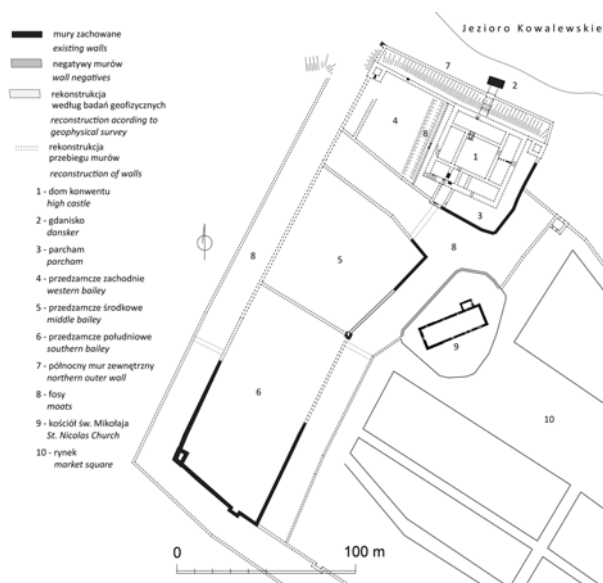 Jezioro Kowalewskie
mury zachowane
existing walls
negatywy murów
wall negatives
rekonstrukcja
według badań geofizycznych
reconstruction acording to
geophysical survey
rekonstrukcja
przebiegu murów
reconstruction of walls
1 - dom konwentu
high castle
2 - gdanisko
dansker
3 - parcham
parcham
4 - przedzamcze zachodnie
western bailey
5 - przedzamcze środkowe
middle bailey
6 - przedzamcze południowe
southern bailey
7 - północny mur zewnętrzny
northern outer wall
8 - fosy
moats
9 - kościół św. Mikołaja
St. Nicolas Church
10 - rynek
market square
7
2
4
8
1
3
8
8
5
9
6
10
0 100 m